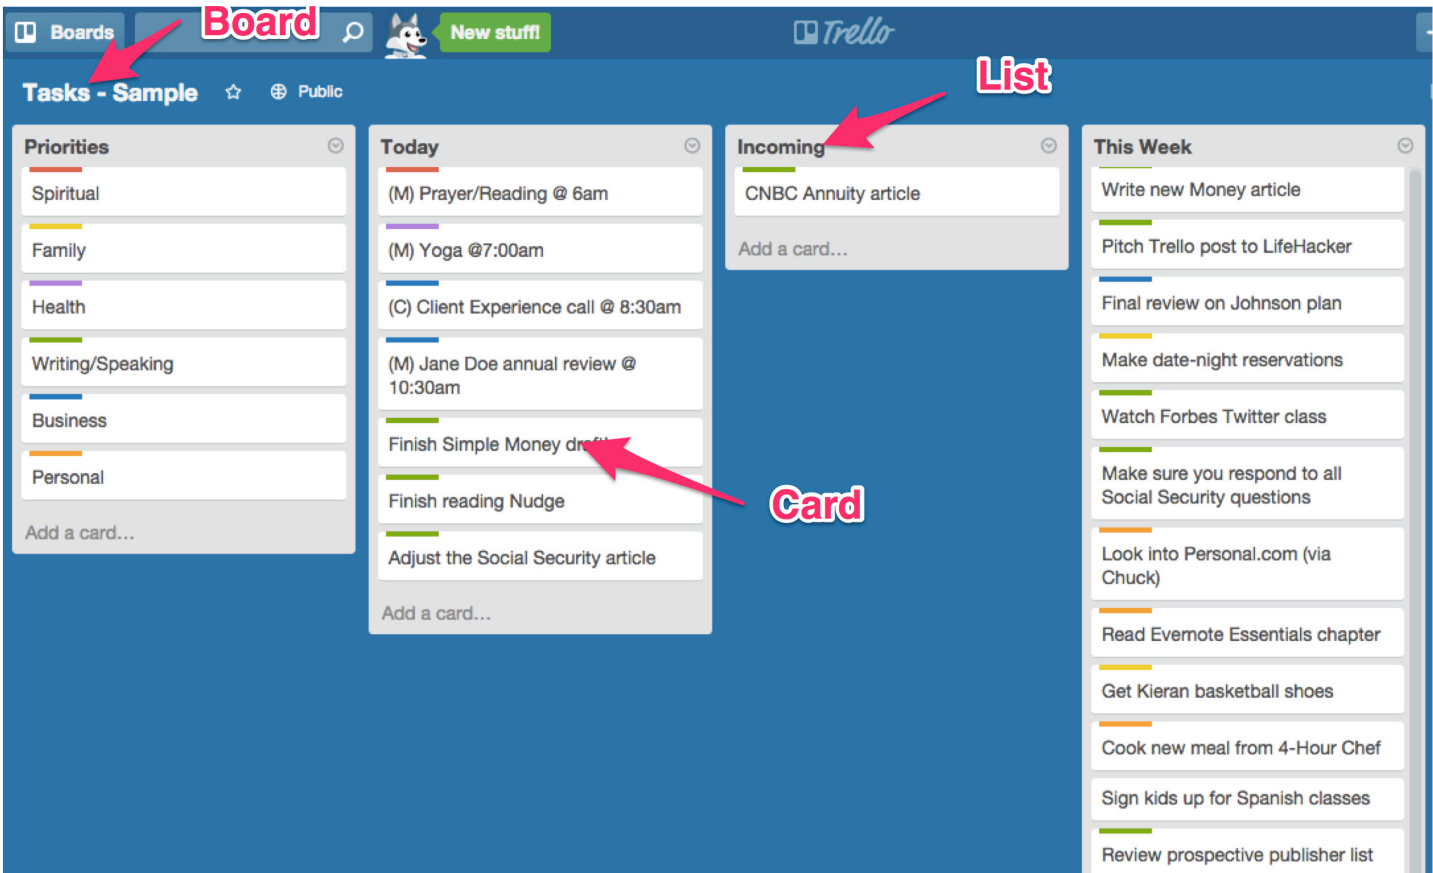 Boards
Board
New stuff!
Trello
List
Tasks - Sample
Public
Priorities
Spiritual
Family
Health
Writing/Speaking
Business
Personal
Add a card...
Today
(M) Prayer/Reading @ 6am
(M) Yoga @7:00am
(C) Client Experience call @ 8:30am
(M) Jane Doe annual review @
10:30am
Finish Simple Money draft
Finish reading Nudge
Adjust the Social Security article
Add a card...
Card
Incoming
CNBC Annuity article
Add a card...
This Week
Write new Money article
Pitch Trello post to LifeHacker
Final review on Johnson plan
Make date-night reservations
Watch Forbes Twitter class
Make sure you respond to all
Social Security questions
Look into Personal.com (via
Chuck)
Read Evernote Essentials chapter
Get Kieran basketball shoes
Cook new meal from 4-Hour Chef
Sign kids up for Spanish classes
Review prospective publisher list